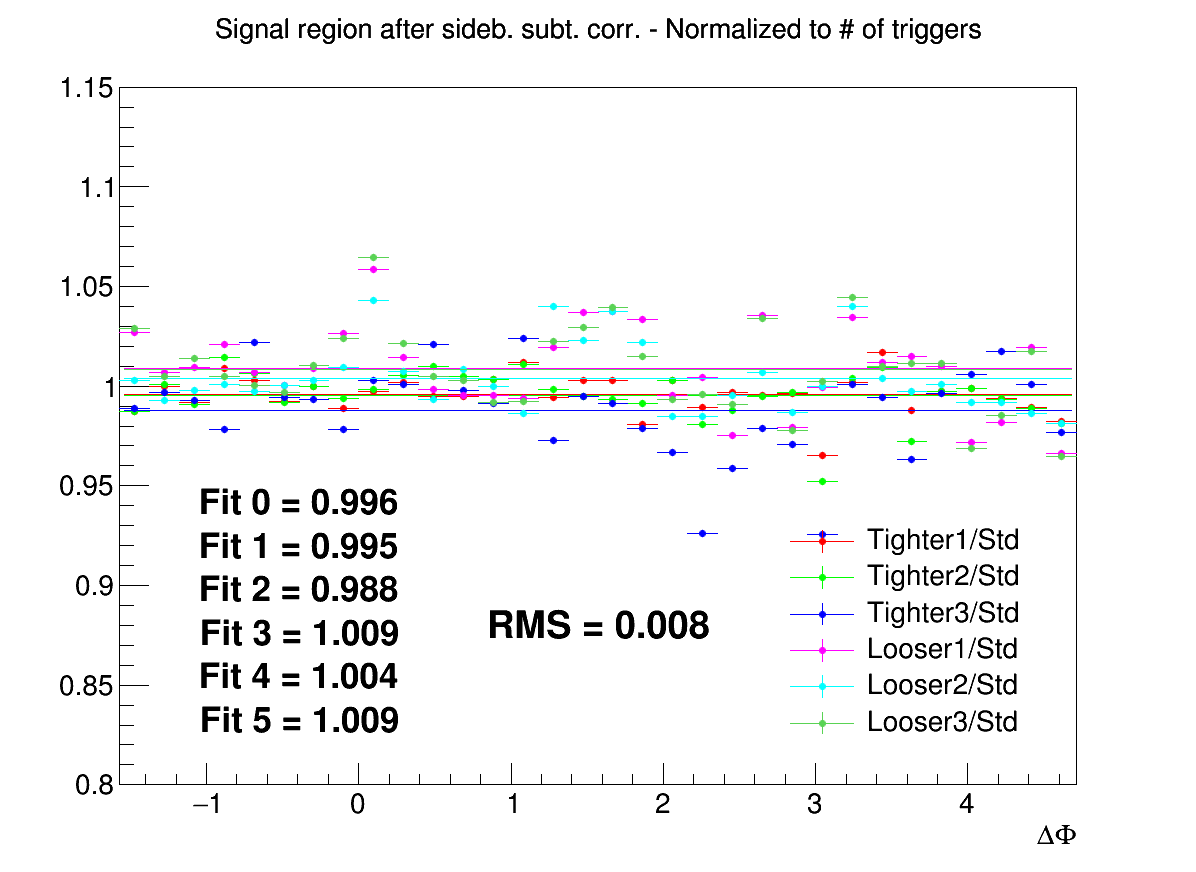 Signal region after sideb. subt. corr. - Normalized to # of triggers
1.15
1.1
1.05
1
0.95
0.9
0.85
0.8
Fit 0 = 0.996
Fit 1 = 0.995
Fit 2 = 0.988
Fit 3 = 1.009
Fit 4 = 1.004
Fit 5 = 1.009
RMS = 0.008
Tighter1/Std
Tighter2/Std
Tighter3/Std
Looser1/Std
Looser2/Std
Looser3/Std
−1 0 1 2 3 4
ΔΦ